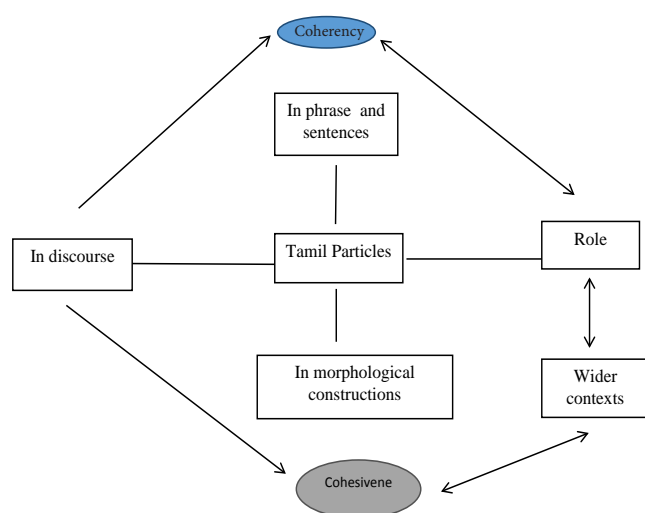 Coherency
In phrase and
sentences
In discourse
Tamil Particles
Role
In morphological
constructions
Wider
contexts
Cohesivene